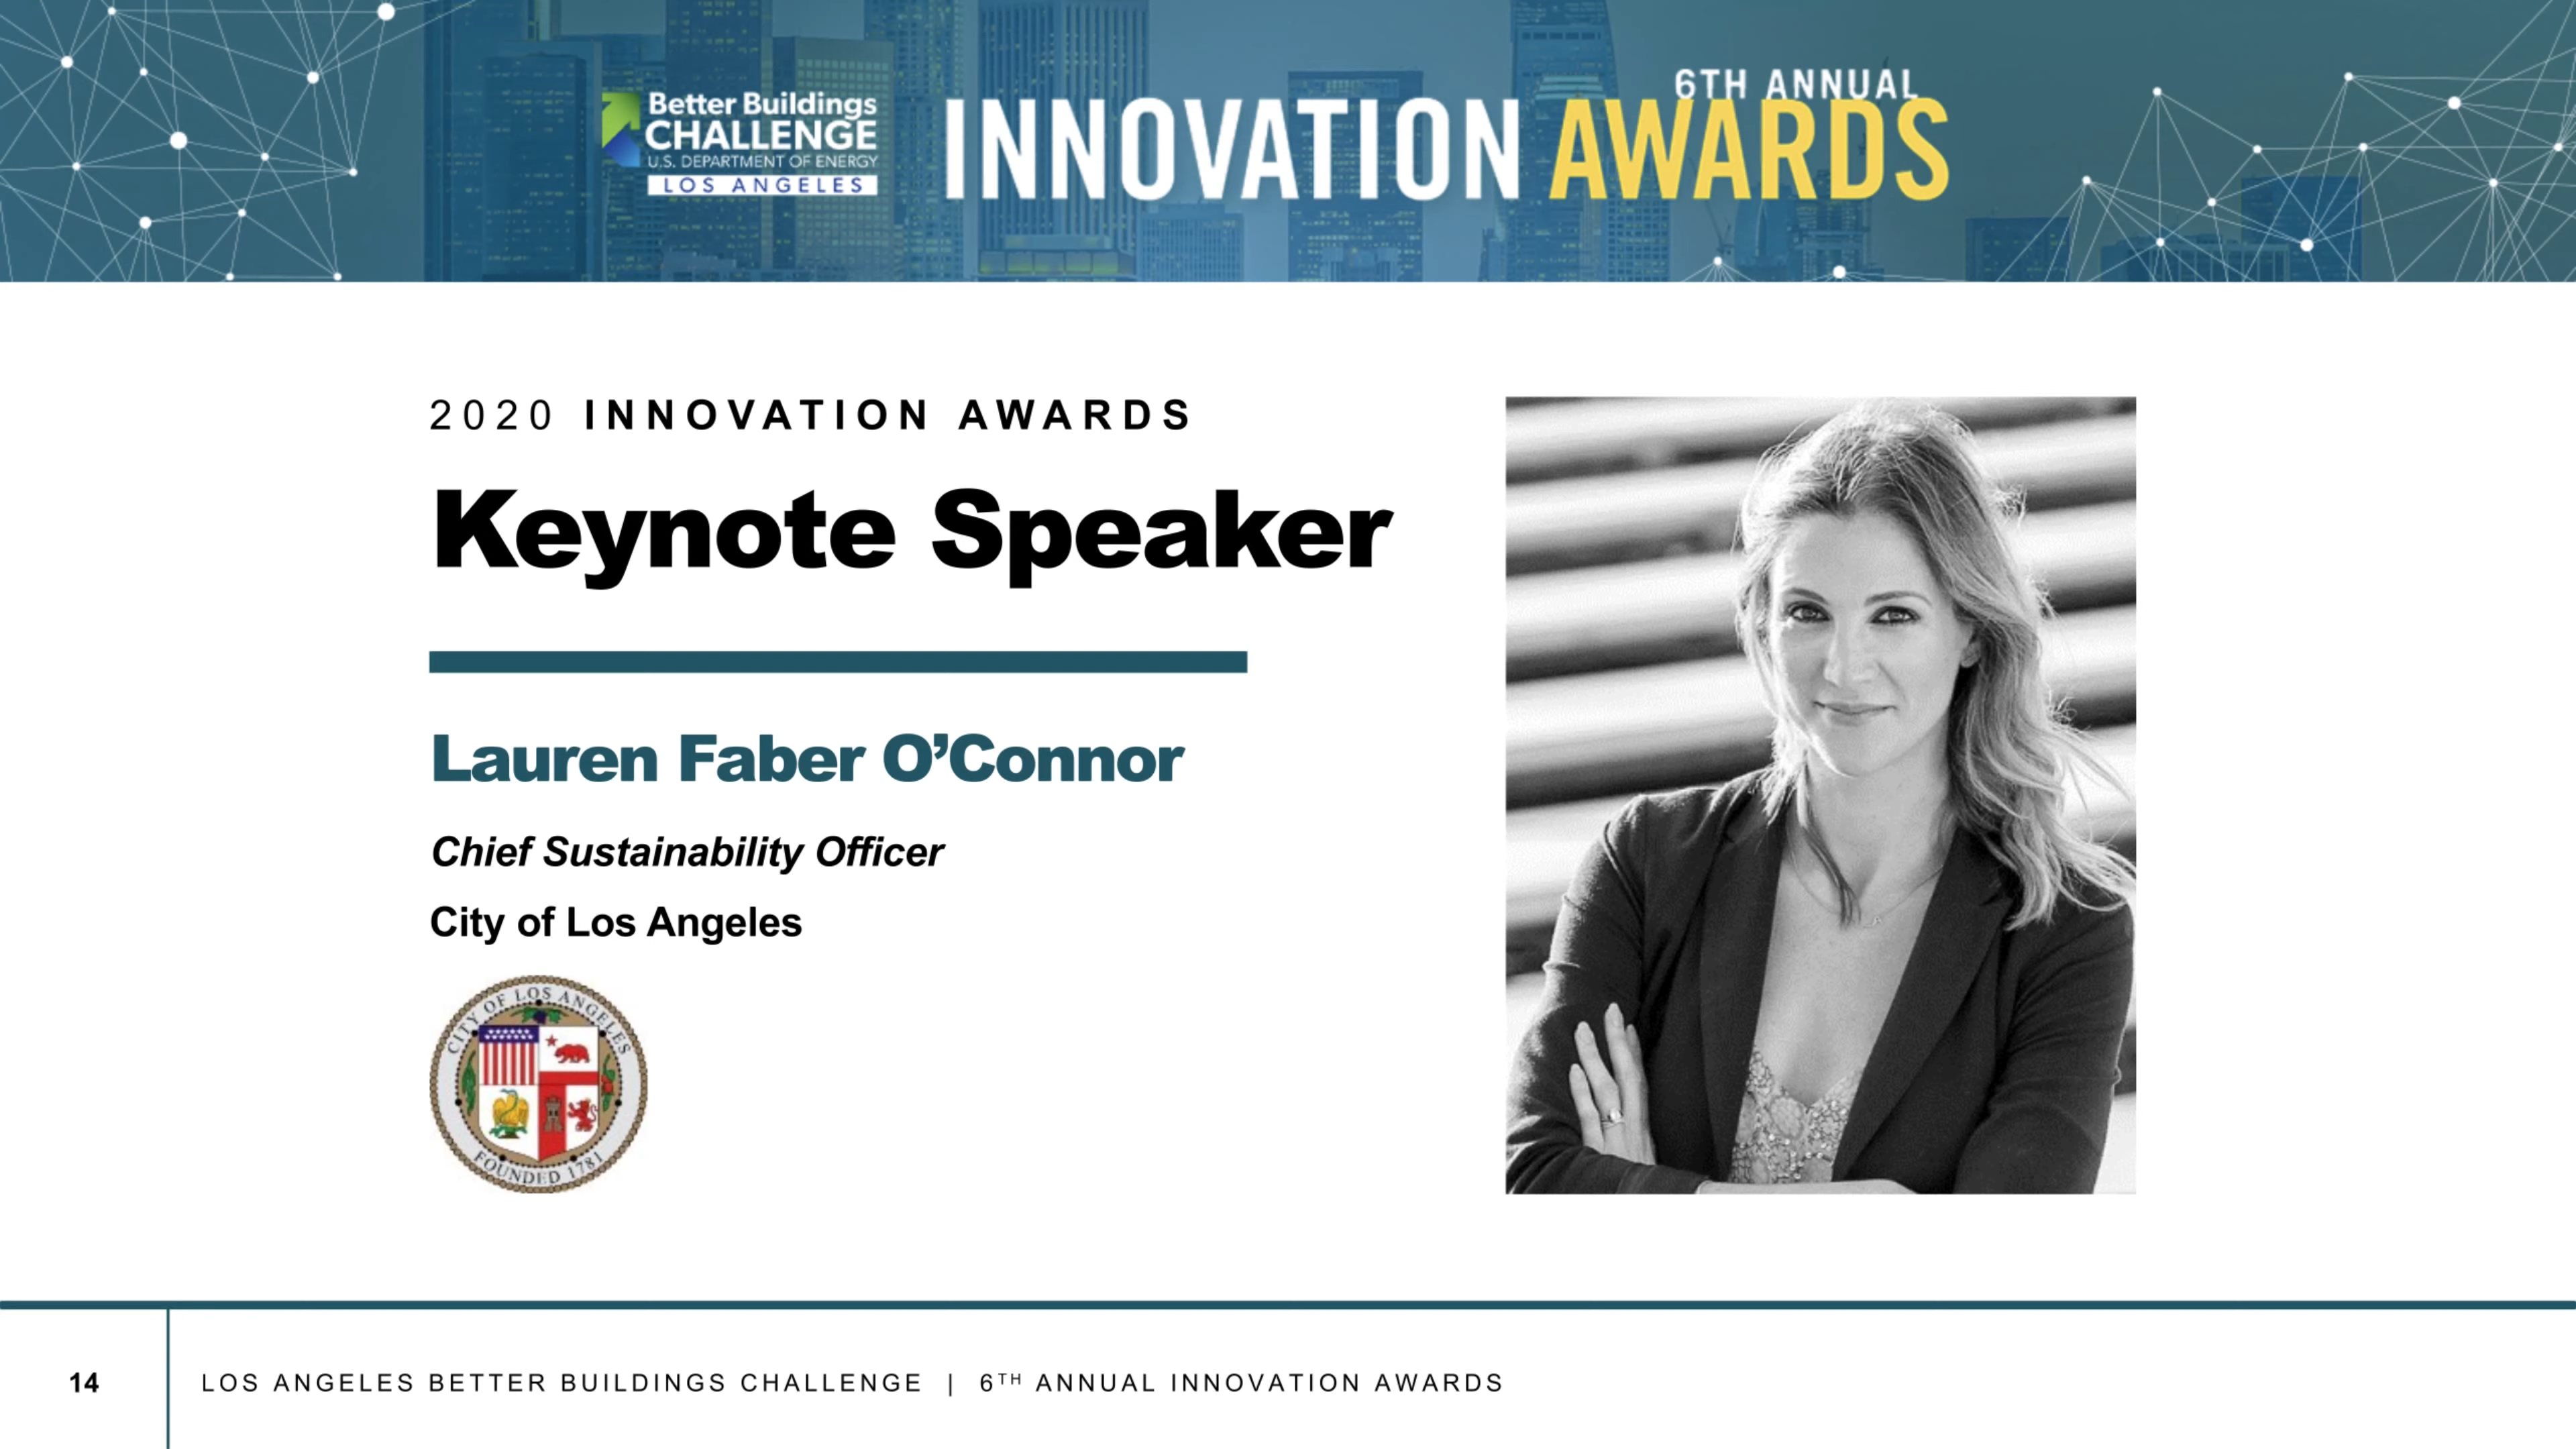 Better Buildings
CHALLENGE
U.S. DEPARTMENT OF ENERGY
LOS ANGELES
6TH ANNUAL
INNOVATION AWARDS
2020 INNOVATION AWARDS
Keynote Speaker
Lauren Faber O’Connor
Chief Sustainability Officer
City of Los Angeles
CITY OF LOS ANGELES
FOUNDED 1781
14
LOS ANGELES BETTER BUILDINGS CHALLENGE | 6TH ANNUAL INNOVATION AWARDS